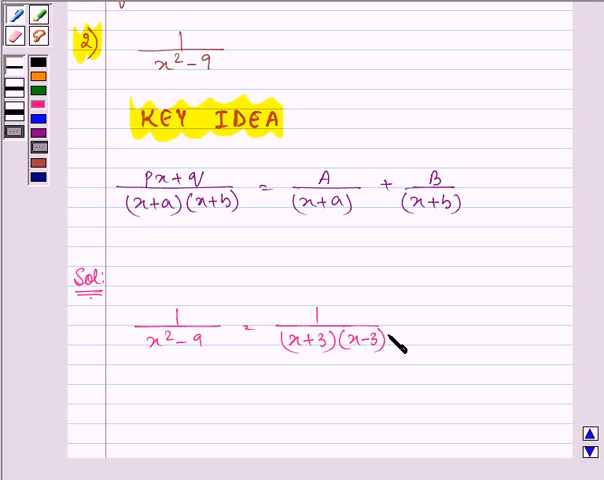 2) 1/(x² - 9)
KEY IDEA
(px + q)/((x+a)(x+b)) = A/(x+a) + B/(x+b)
Sol:
1/(x² - 9) = 1/((x+3)(x-3))